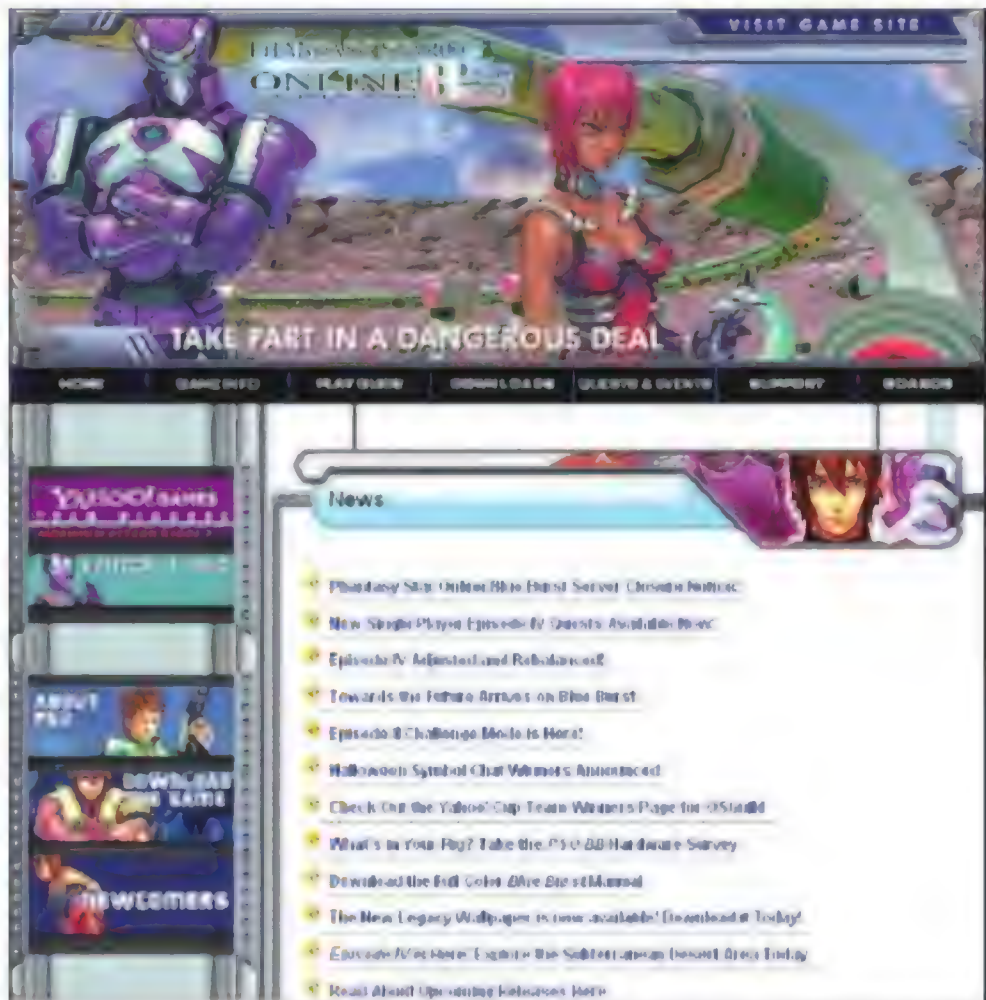 VISIT GAME SITE
ONLINE
TAKE PART IN A DANGEROUS DEAL
HOME
GAME INFO
PLAY GUIDE
DOWNLOADS
QUESTS & EVENTS
SUPPORT
BOARDS
YAHOO! GAMES
News
Phantasy Star Online Blue Burst Server Closure Notice
New Single Player Episode IV Quests Available Now!
Episode IV Adjusted and Rebalanced!
Towards the Future Arrives on Blue Burst
ABOUT
PSO
Episode II Challenge Mode is Here!
Halloween Symbol Chat Winners Announced
DOWNLOAD
THE GAME
Check Out the Yahoo! Cup Team Winners Page for
What's in Your Rig? Take the PSO BB Hardware Survey
Download the Full Color Blue Burst Manual
NEWCOMERS
The New Legacy Wallpaper is now available! Download it Today!
Episode IV is Here! Explore the Subterranean Desert Area Today
Read About Upcoming Releases Here